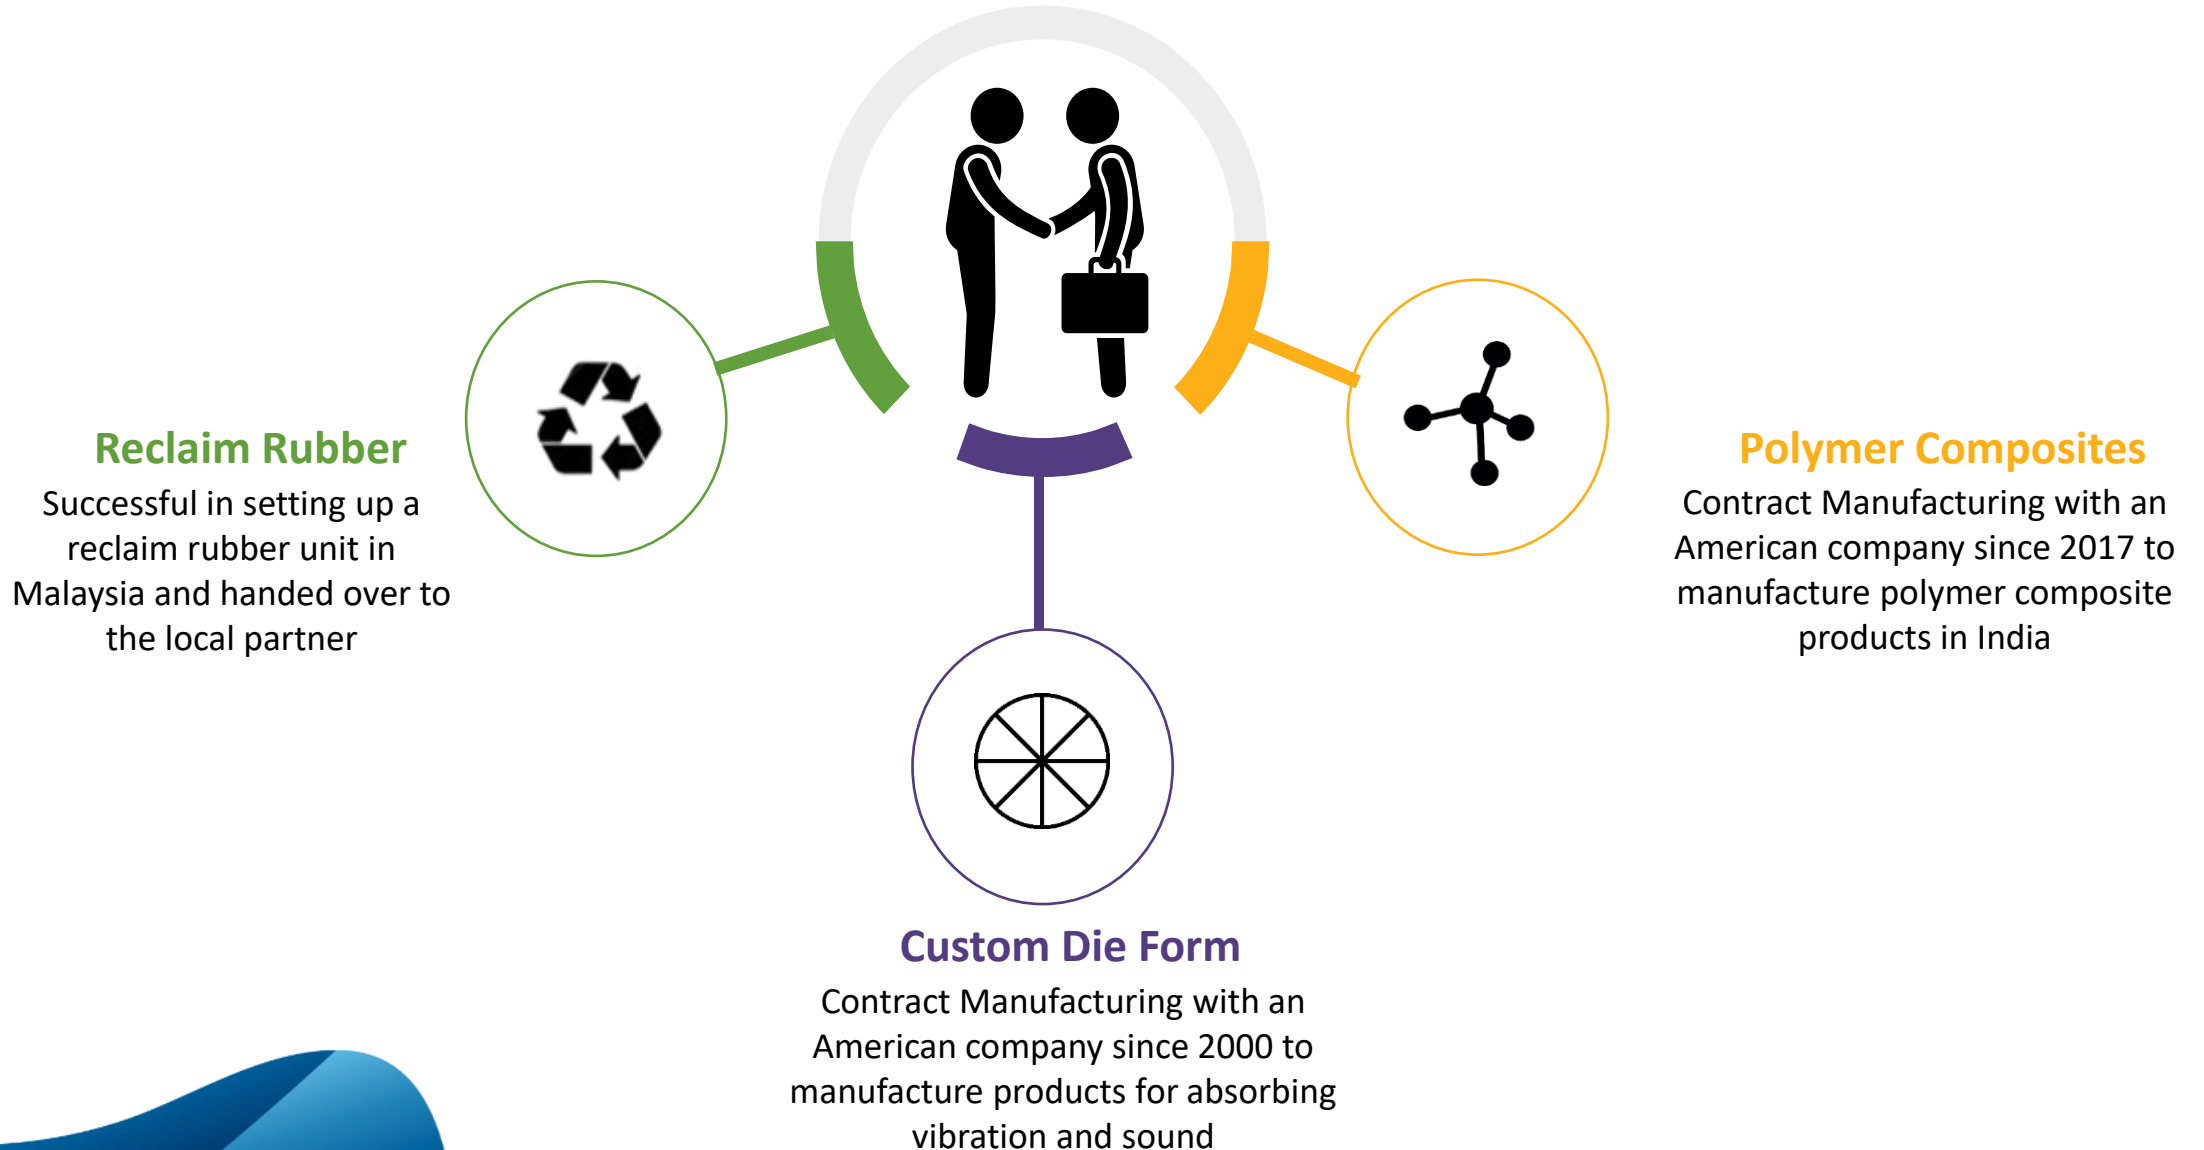 Reclaim Rubber
Successful in setting up a
reclaim rubber unit in
Malaysia and handed over to
the local partner
Custom Die Form
Contract Manufacturing with an
American company since 2000 to
manufacture products for absorbing
vibration and sound
Polymer Composites
Contract Manufacturing with an
American company since 2017 to
manufacture polymer composite
products in India